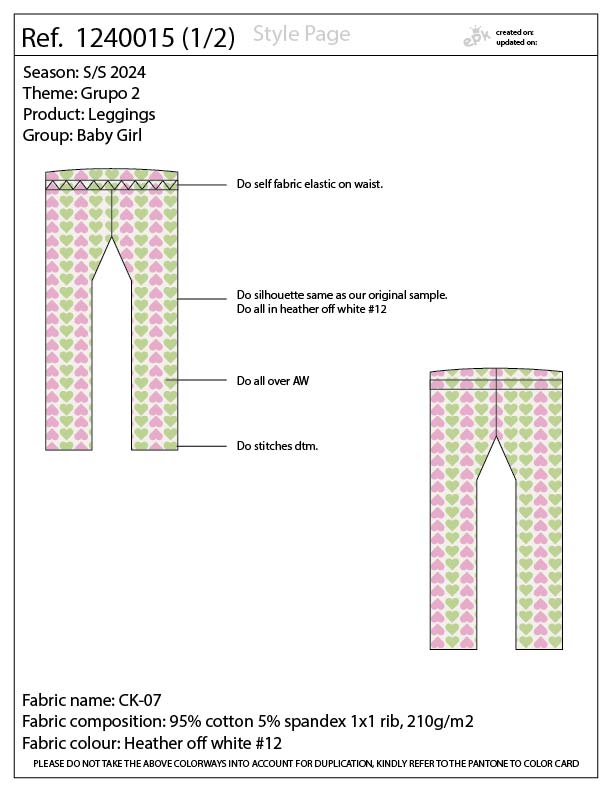 Ref. 1240015 (1/2)
Style Page
epk
created on:
updated on:
Season: S/S 2024
Theme: Grupo 2
Product: Leggings
Group: Baby Girl
Do self fabric elastic on waist.
Do silhouette same as our original sample.
Do all in heather off white #12
Do all over AW
Do stitches dtm.
Fabric name: CK-07
Fabric composition: 95% cotton 5% spandex 1x1 rib, 210g/m2
Fabric colour: Heather off white #12
PLEASE DO NOT TAKE THE ABOVE COLORWAYS INTO ACCOUNT FOR DUPLICATION, KINDLY REFER TO THE PANTONE TO COLOR CARD